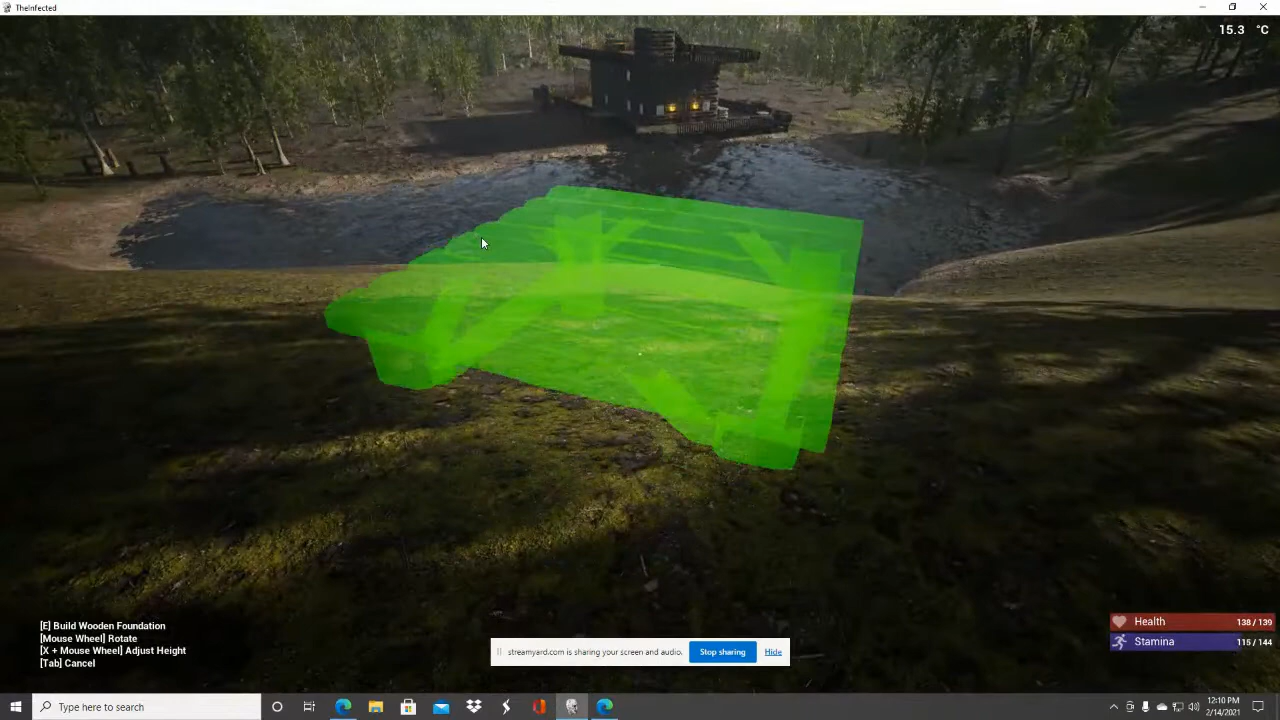 TheInfected
15.3 °C
[E] Build Wooden Foundation
[Mouse Wheel] Rotate
[X + Mouse Wheel] Adjust Height
[Tab] Cancel
Health 138 / 139
Stamina 115 / 144
streamyard.com is sharing your screen and audio. Stop sharing Hide
Type here to search
12:10 PM
2/14/2021